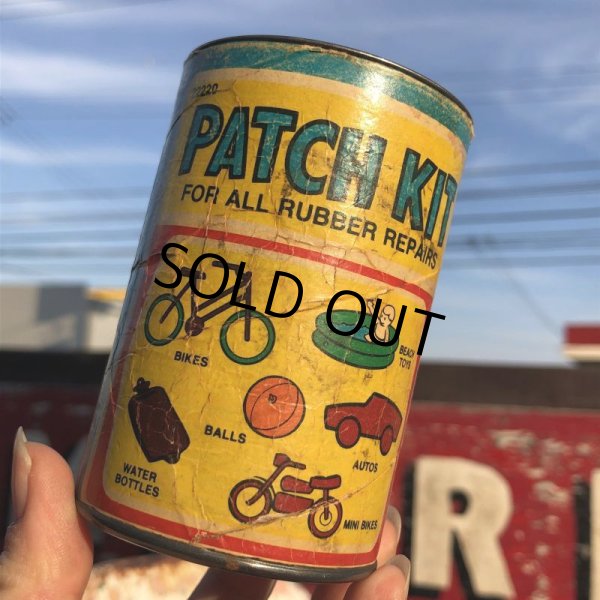 PATCH KIT
FOR ALL RUBBER REPAIRS
SOLD OUT
BIKES
BEACH
TOYS
BALLS
AUTOS
WATER
BOTTLES
MINI BIKES
R